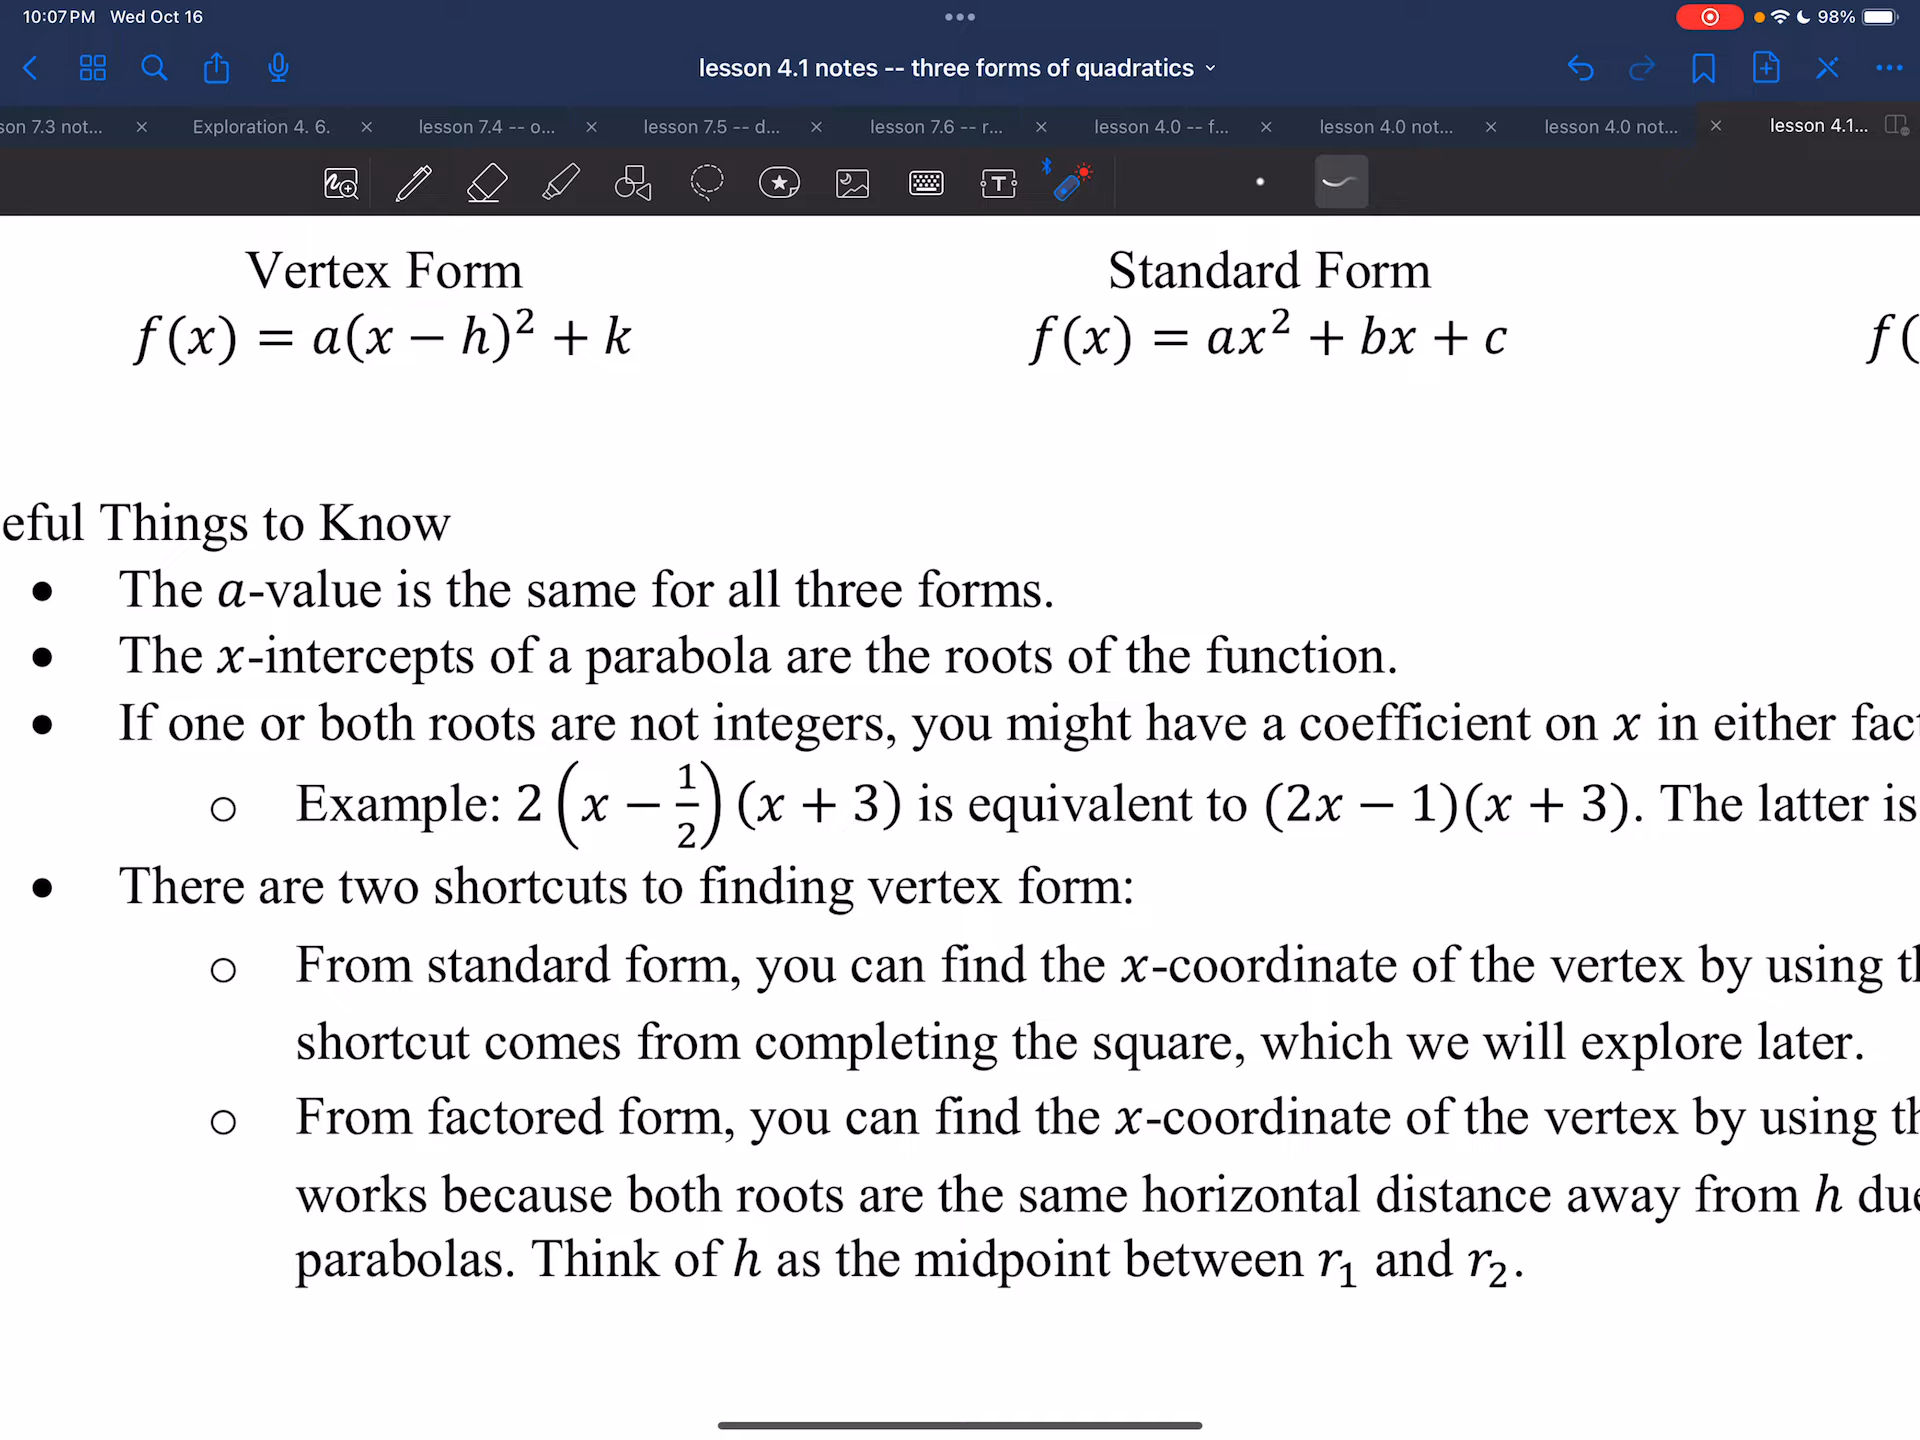 10:07 PM Wed Oct 16
98%
lesson 4.1 notes -- three forms of quadratics
son 7.3 not...
Exploration 4. 6.
lesson 7.4 -- o...
lesson 7.5 -- d...
lesson 7.6 -- r...
lesson 4.0 -- f...
lesson 4.0 not...
lesson 4.0 not...
lesson 4.1...
Vertex Form
Standard Form
f(x) = a(x − h)² + k
f(x) = ax² + bx + c
f(
eful Things to Know
• The a-value is the same for all three forms.
• The x-intercepts of a parabola are the roots of the function.
• If one or both roots are not integers, you might have a coefficient on x in either fac
○ Example: 2(x − 1/2)(x + 3) is equivalent to (2x − 1)(x + 3). The latter is
• There are two shortcuts to finding vertex form:
○ From standard form, you can find the x-coordinate of the vertex by using th
shortcut comes from completing the square, which we will explore later.
○ From factored form, you can find the x-coordinate of the vertex by using th
works because both roots are the same horizontal distance away from h due
parabolas. Think of h as the midpoint between r₁ and r₂.